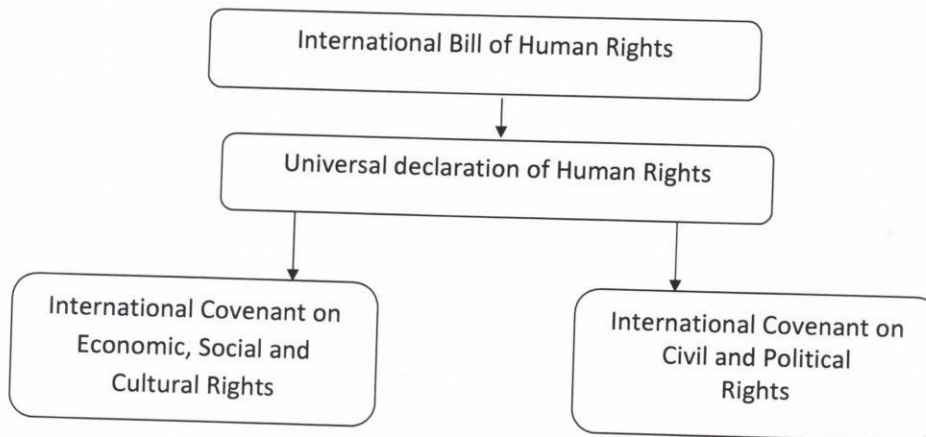 International Bill of Human Rights
Universal declaration of Human Rights
International Covenant on
Economic, Social and
Cultural Rights
International Covenant on
Civil and Political
Rights